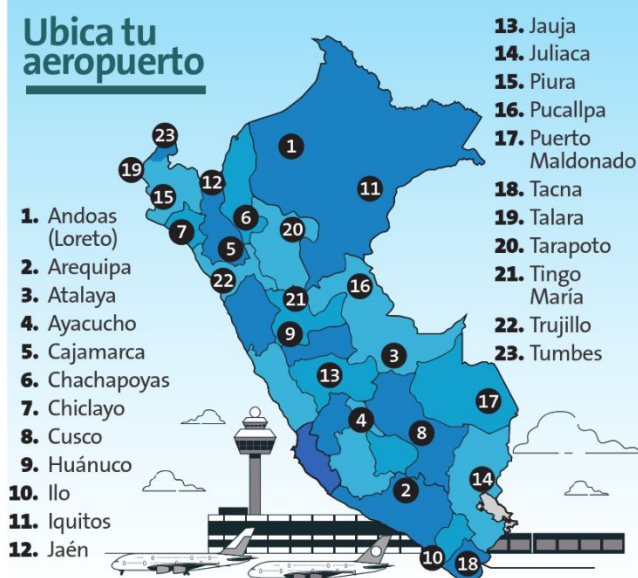 Ubica tu
aeropuerto
1. Andoas
(Loreto)
2. Arequipa
3. Atalaya
4. Ayacucho
5. Cajamarca
6. Chachapoyas
7. Chiclayo
8. Cusco
9. Huánuco
10. Ilo
11. Iquitos
12. Jaén
13. Jauja
14. Juliaca
15. Piura
16. Pucallpa
17. Puerto
Maldonado
18. Tacna
19. Talara
20. Tarapoto
21. Tingo
María
22. Trujillo
23. Tumbes
23
1
19
12
11
15
6
20
7
5
22
16
21
9
3
13
17
4
8
14
2
10
18